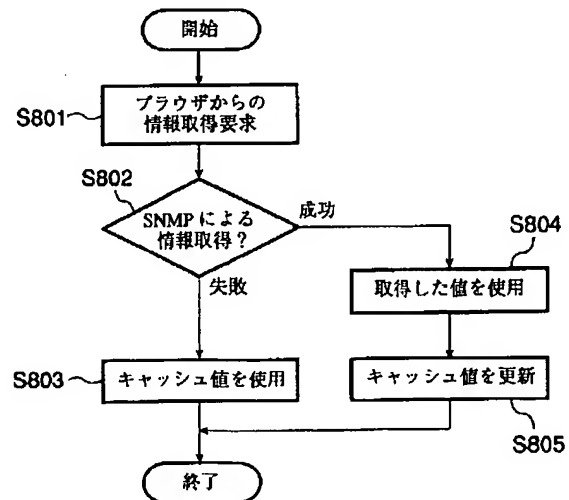 開始
S801
ブラウザからの
情報取得要求
S802
SNMPによる
情報取得?
成功
失敗
S804
取得した値を使用
S803
キャッシュ値を使用
キャッシュ値を更新
S805
終了